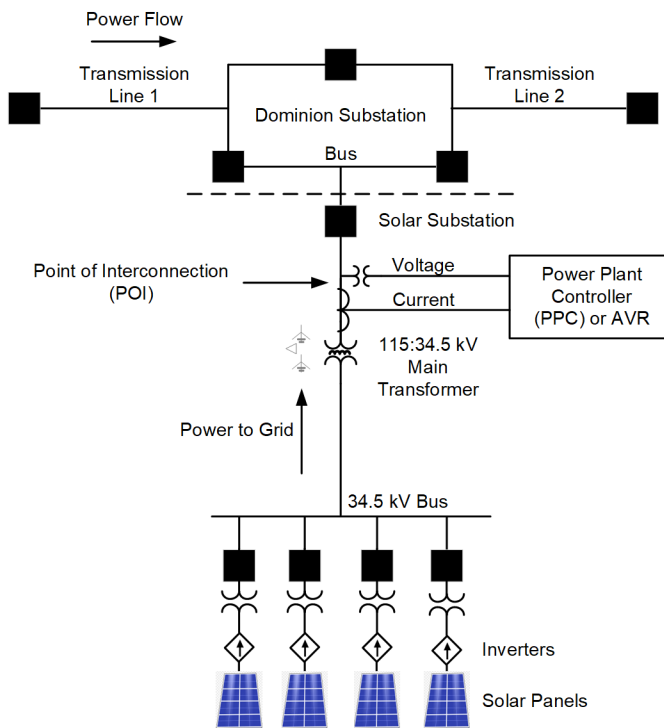 Power Flow
Transmission
Line 1
Transmission
Line 2
Dominion Substation
Bus
Solar Substation
Point of Interconnection
(POI)
Voltage
Current
Power Plant
Controller
(PPC) or AVR
115:34.5 kV
Main
Transformer
Power to Grid
34.5 kV Bus
Inverters
Solar Panels